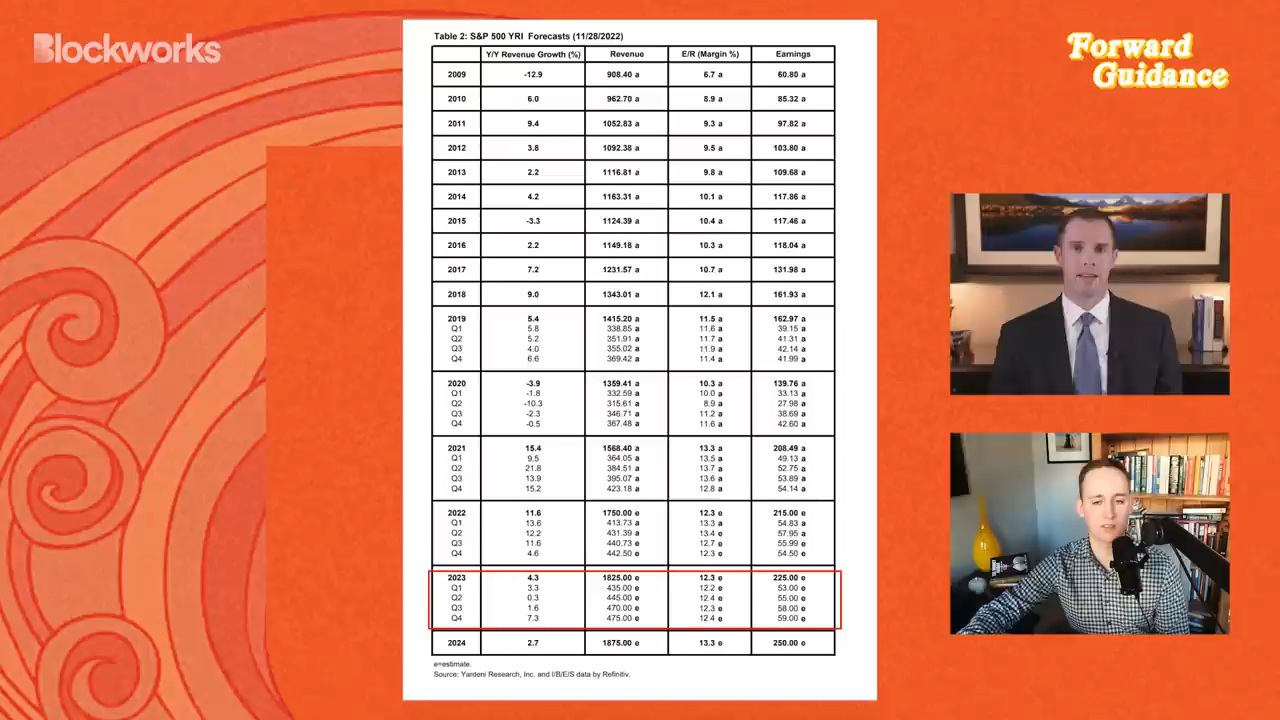 Blockworks
Forward
Guidance
Table 2: S&P 500 YRI Forecasts (11/28/2022)
Y/Y Revenue Growth (%) Revenue E/R (Margin %) Earnings
2009 -12.9 908.40 a 6.7 a 60.80 a
2010 6.0 962.70 a 8.9 a 85.32 a
2011 9.4 1052.83 a 9.3 a 97.82 a
2012 3.8 1092.38 a 9.5 a 103.80 a
2013 2.2 1116.81 a 9.8 a 109.68 a
2014 4.2 1163.31 a 10.1 a 117.86 a
2015 -3.3 1124.39 a 10.4 a 117.46 a
2016 2.2 1149.18 a 10.3 a 118.04 a
2017 7.2 1231.57 a 10.7 a 131.98 a
2018 9.0 1343.01 a 12.1 a 161.93 a
2019 5.4 1415.20 a 11.5 a 162.97 a
Q1 5.8 338.85 a 11.6 a 39.15 a
Q2 5.2 351.91 a 11.7 a 41.31 a
Q3 4.0 355.02 a 11.9 a 42.14 a
Q4 6.6 369.42 a 11.4 a 41.99 a
2020 -3.9 1359.41 a 10.3 a 139.76 a
Q1 -1.8 332.59 a 10.0 a 33.13 a
Q2 -10.3 315.61 a 8.9 a 27.98 a
Q3 -2.3 346.71 a 11.2 a 38.69 a
Q4 -0.5 367.48 a 11.6 a 42.60 a
2021 15.4 1568.40 a 13.3 a 208.49 a
Q1 9.5 364.05 a 13.5 a 49.13 a
Q2 21.8 384.51 a 13.7 a 52.75 a
Q3 13.9 395.07 a 13.6 a 53.89 a
Q4 15.2 423.18 a 12.8 a 54.14 a
2022 11.6 1750.00 e 12.3 e 215.00 e
Q1 13.6 413.73 a 13.3 a 54.83 a
Q2 12.2 431.39 a 13.4 e 57.95 a
Q3 11.6 440.73 e 12.7 e 55.99 e
Q4 4.6 442.50 e 12.3 e 54.50 e
2023 4.3 1825.00 e 12.3 e 225.00 e
Q1 3.3 435.00 e 12.2 e 53.00 e
Q2 0.3 445.00 e 12.4 e 55.00 e
Q3 1.6 470.00 e 12.3 e 58.00 e
Q4 7.3 475.00 e 12.4 e 59.00 e
2024 2.7 1875.00 e 13.3 e 250.00 e
e=estimate.
Source: Yardeni Research, Inc. and I/B/E/S data by Refinitiv.